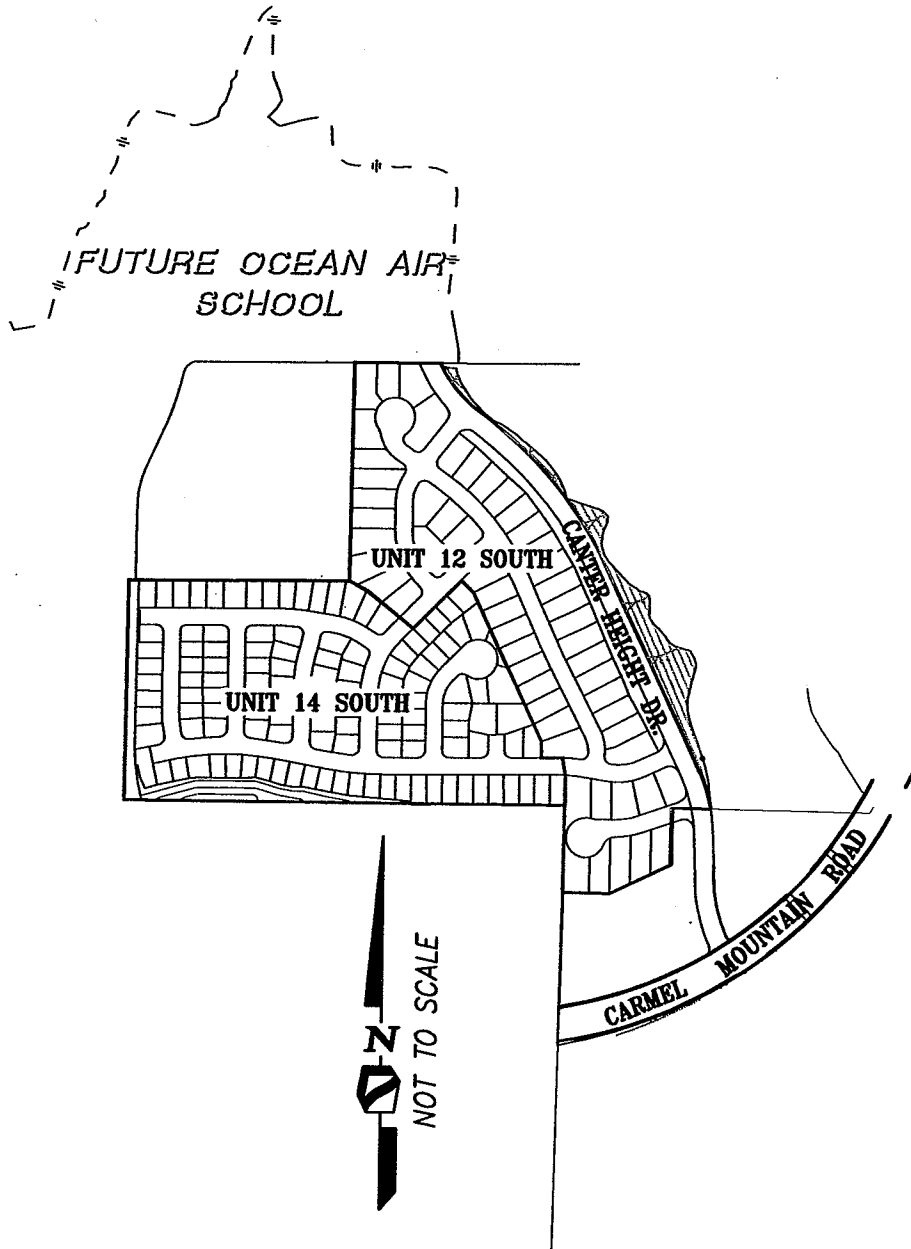 FUTURE OCEAN AIR
SCHOOL
UNIT 12 SOUTH
CANTER HEIGHT DR.
UNIT 14 SOUTH
CARMEL MOUNTAIN ROAD
N
NOT TO SCALE